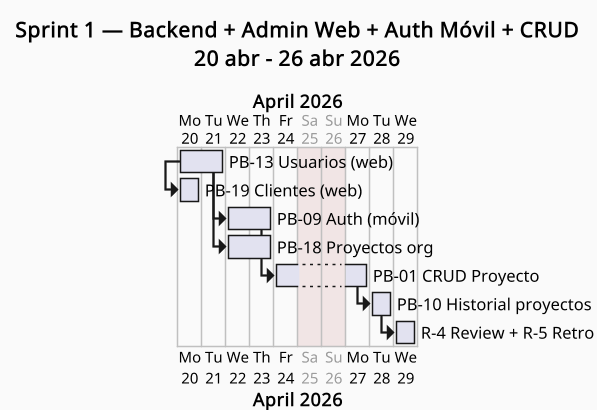 Sprint 1 — Backend + Admin Web + Auth Móvil + CRUD
20 abr - 26 abr 2026
April 2026
Mo Tu We Th Fr Sa Su Mo Tu We
20 21 22 23 24 25 26 27 28 29
PB-13 Usuarios (web)
PB-19 Clientes (web)
PB-09 Auth (móvil)
PB-18 Proyectos org
PB-01 CRUD Proyecto
PB-10 Historial proyectos
R-4 Review + R-5 Retro
Mo Tu We Th Fr Sa Su Mo Tu We
20 21 22 23 24 25 26 27 28 29
April 2026